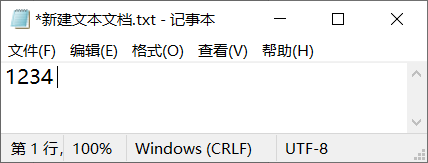 *新建文本文档.txt - 记事本
文件(F) 编辑(E) 格式(O) 查看(V) 帮助(H)
1234
第 1 行, 100% Windows (CRLF) UTF-8